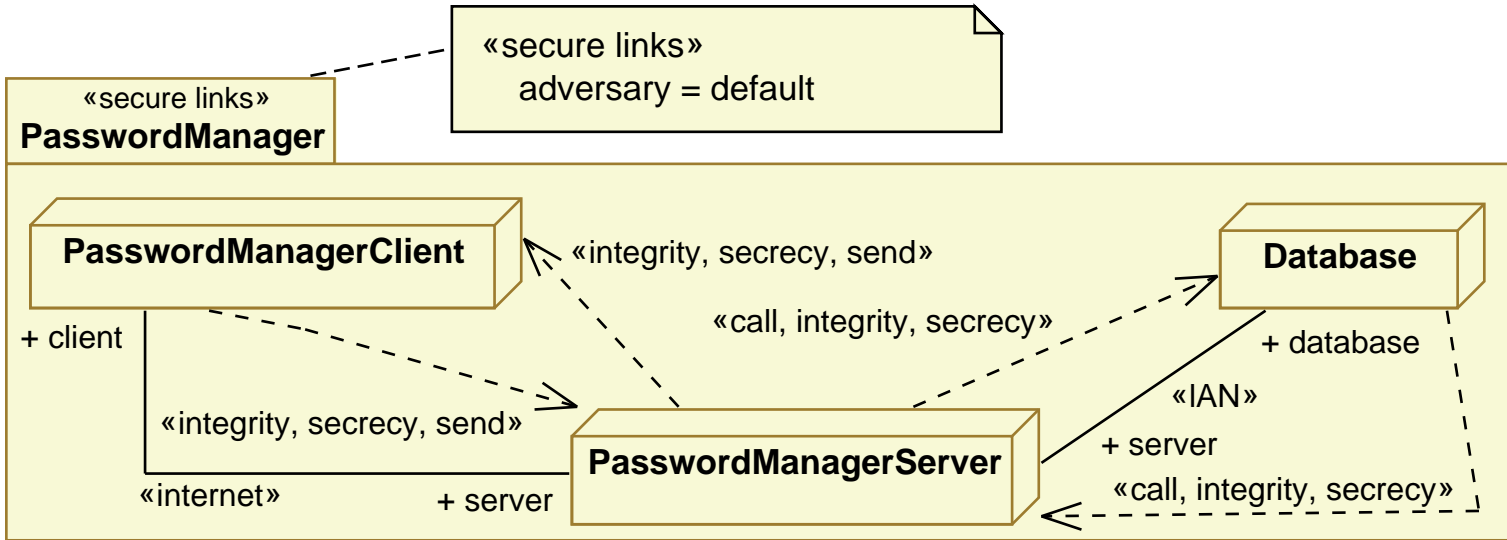 «secure links»
adversary = default
«secure links»
PasswordManager
PasswordManagerClient
«integrity, secrecy, send»
Database
«call, integrity, secrecy»
+ client
+ database
«lAN»
«integrity, secrecy, send»
+ server
PasswordManagerServer
«internet»
+ server
«call, integrity, secrecy»